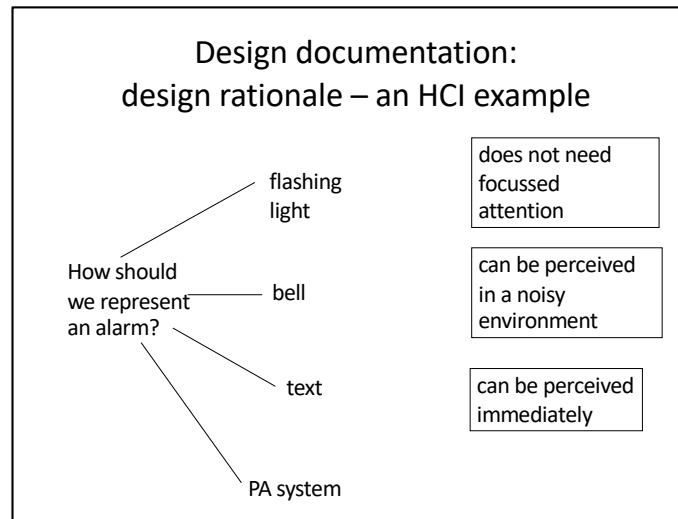 Design documentation:
design rationale – an HCI example
flashing
light
does not need
focussed
attention
How should
we represent
an alarm?
bell
can be perceived
in a noisy
environment
text
can be perceived
immediately
PA system